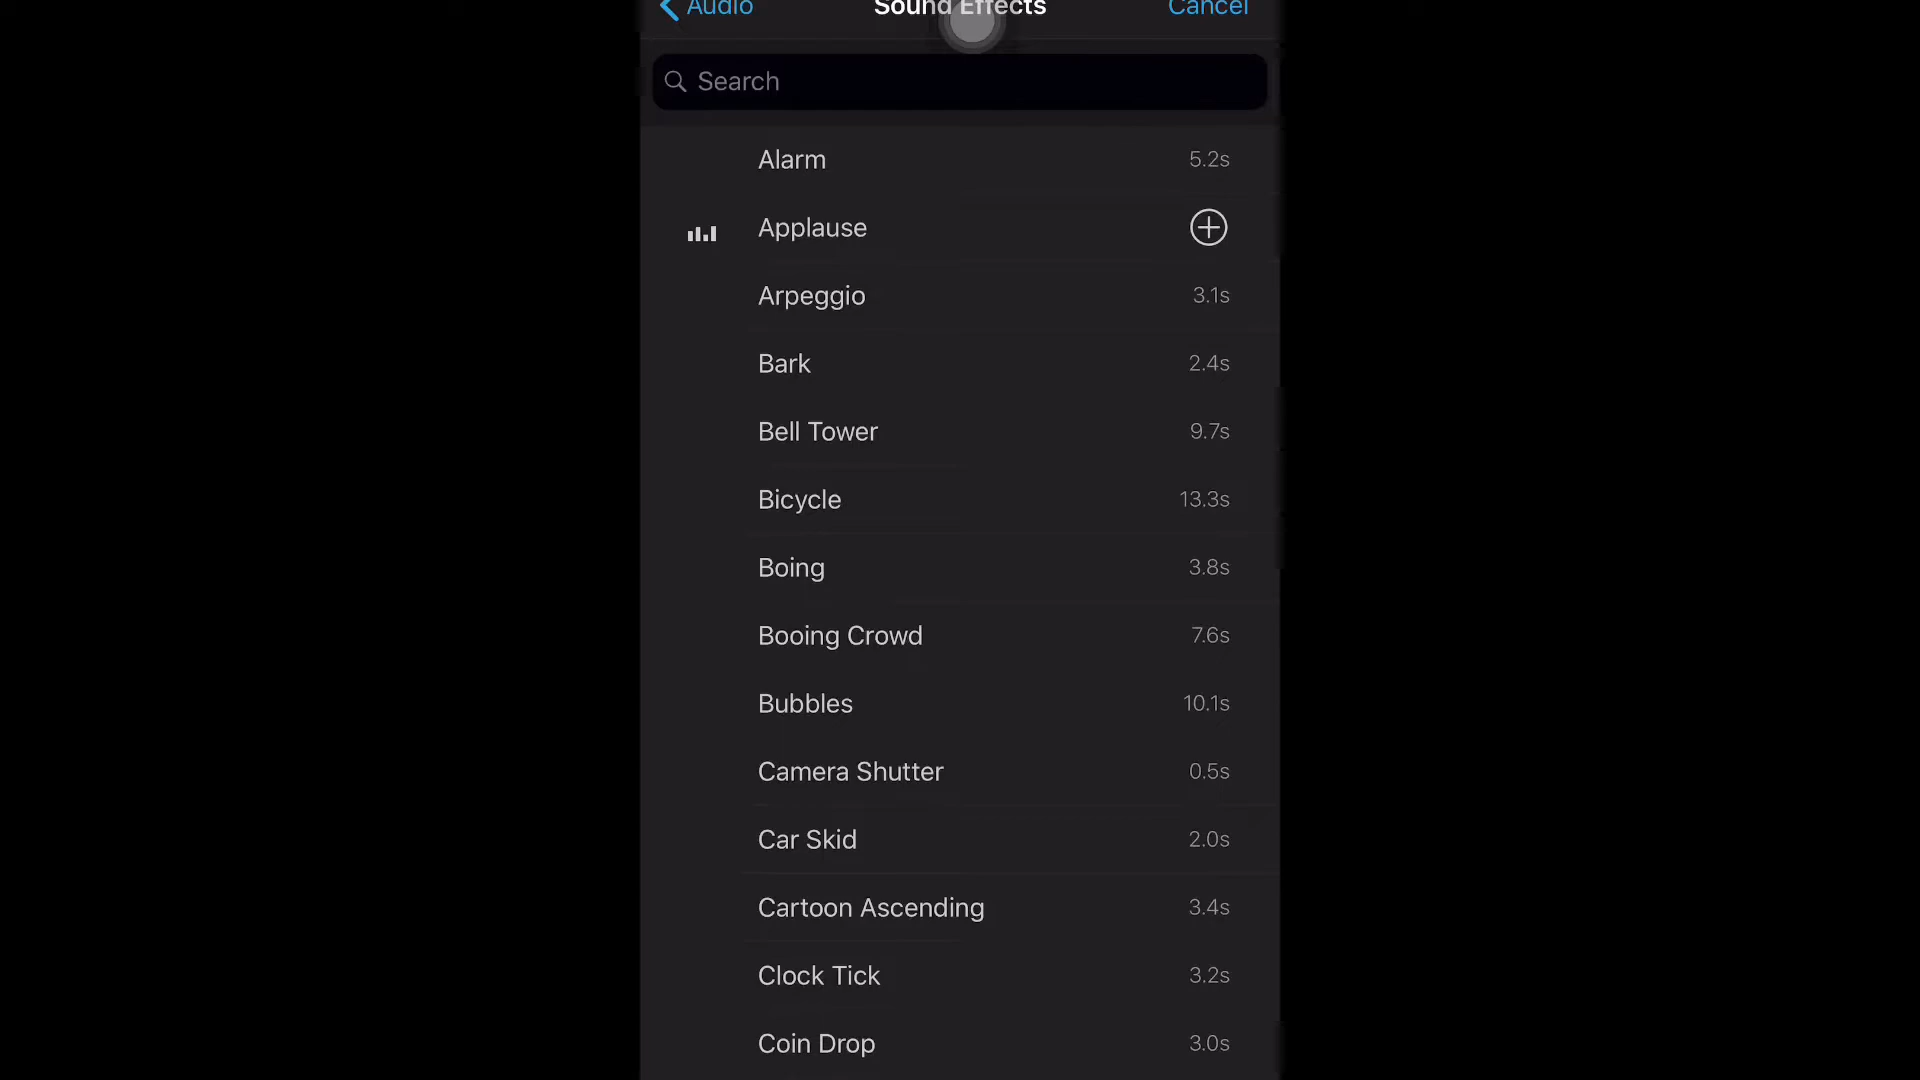 Audio Sound Effects Cancel
Search
Alarm 5.2s
Applause
Arpeggio 3.1s
Bark 2.4s
Bell Tower 9.7s
Bicycle 13.3s
Boing 3.8s
Booing Crowd 7.6s
Bubbles 10.1s
Camera Shutter 0.5s
Car Skid 2.0s
Cartoon Ascending 3.4s
Clock Tick 3.2s
Coin Drop 3.0s